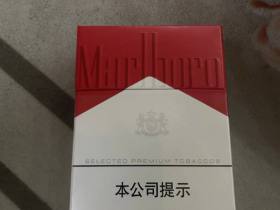 Marlboro
SELECTED PREMIUM TOBACCOS
本公司提示